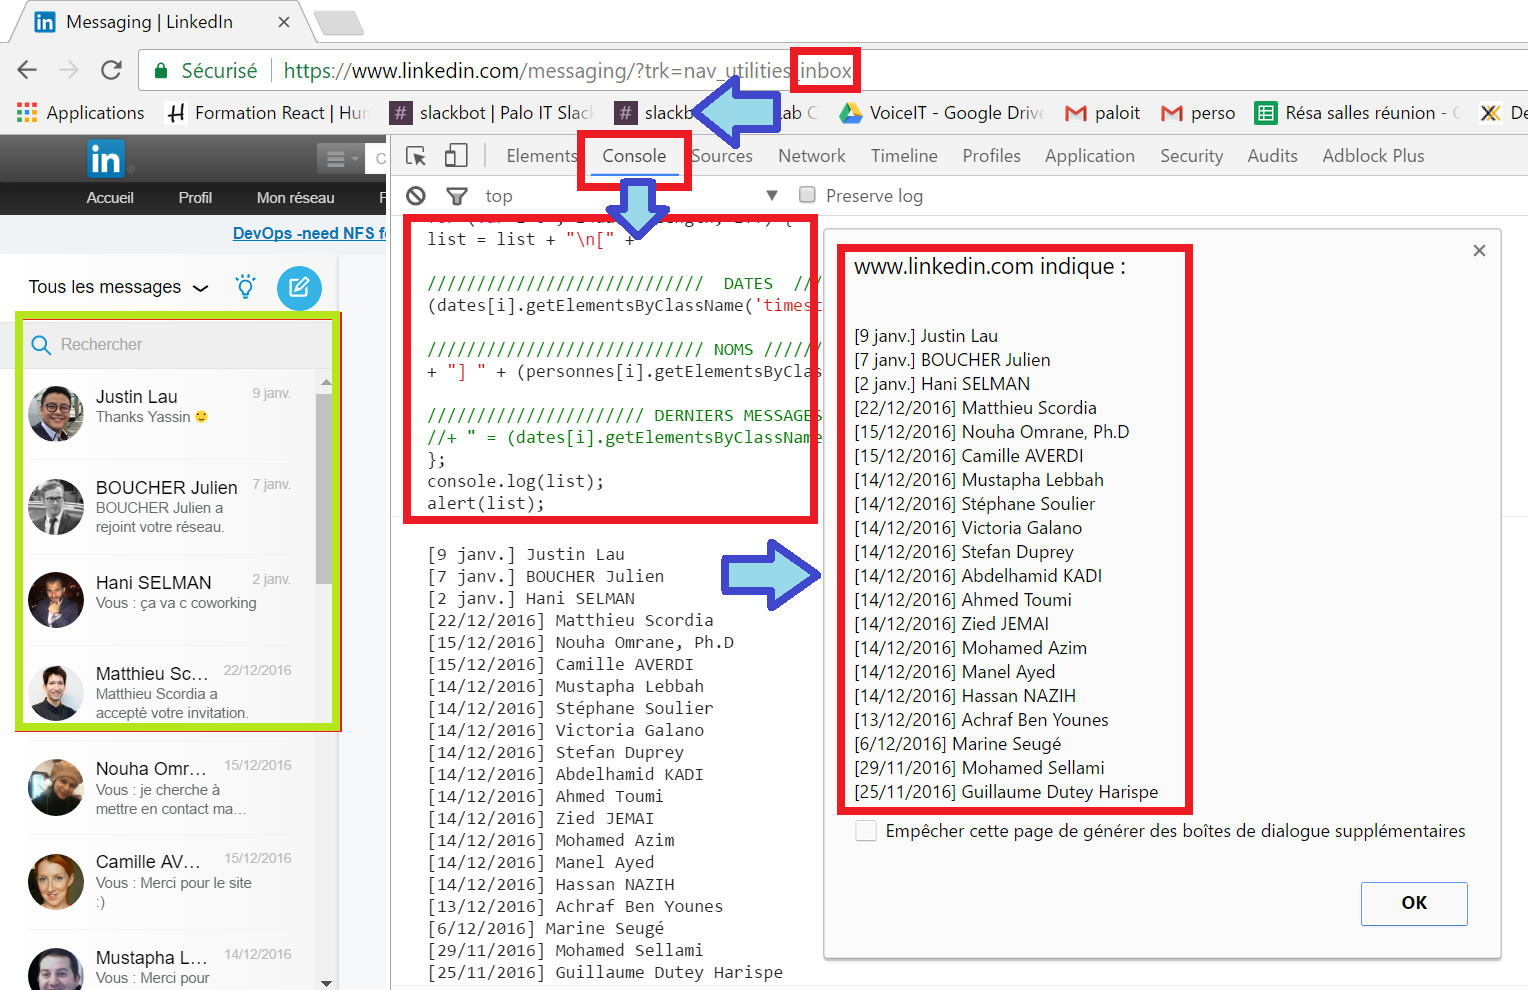 Messaging | LinkedIn
Sécurisé
https://www.linkedin.com/messaging/?trk=nav_utilities_inbox
Applications
Formation React | Hun
slackbot | Palo IT Slac
slackb
ab C
VoiceIT - Google Drive
paloit
perso
Résa salles réunion - G
De
in
C
Accueil
Profil
Mon réseau
DevOps -need NFS fo
Tous les messages
Rechercher
Justin Lau
9 janv.
Thanks Yassin
BOUCHER Julien
7 janv.
BOUCHER Julien a
rejoint votre réseau.
Hani SELMAN
2 janv.
Vous : ça va c coworking
Matthieu Sc...
22/12/2016
Matthieu Scordia a
accepté votre invitation.
Nouha Omr...
15/12/2016
Vous : je cherche à
mettre en contact ma...
Camille AV...
15/12/2016
Vous : Merci pour le site
:)
Mustapha L...
14/12/2016
Vous : Merci pour
Elements
Console
Sources
Network
Timeline
Profiles
Application
Security
Audits
Adblock Plus
top
Preserve log
list = list + "\n[" +
//////////////////////////// DATES ///
(dates[i].getElementsByClassName('timest
//////////////////////////// NOMS //////
+ "] " + (personnes[i].getElementsByClas
////////////////////// DERNIERS MESSAGES
//+ " = (dates[i].getElementsByClassName
};
console.log(list);
alert(list);
[9 janv.] Justin Lau
[7 janv.] BOUCHER Julien
[2 janv.] Hani SELMAN
[22/12/2016] Matthieu Scordia
[15/12/2016] Nouha Omrane, Ph.D
[15/12/2016] Camille AVERDI
[14/12/2016] Mustapha Lebbah
[14/12/2016] Stéphane Soulier
[14/12/2016] Victoria Galano
[14/12/2016] Stefan Duprey
[14/12/2016] Abdelhamid KADI
[14/12/2016] Ahmed Toumi
[14/12/2016] Zied JEMAI
[14/12/2016] Mohamed Azim
[14/12/2016] Manel Ayed
[14/12/2016] Hassan NAZIH
[13/12/2016] Achraf Ben Younes
[6/12/2016] Marine Seugé
[29/11/2016] Mohamed Sellami
[25/11/2016] Guillaume Dutey Harispe
www.linkedin.com indique :
[9 janv.] Justin Lau
[7 janv.] BOUCHER Julien
[2 janv.] Hani SELMAN
[22/12/2016] Matthieu Scordia
[15/12/2016] Nouha Omrane, Ph.D
[15/12/2016] Camille AVERDI
[14/12/2016] Mustapha Lebbah
[14/12/2016] Stéphane Soulier
[14/12/2016] Victoria Galano
[14/12/2016] Stefan Duprey
[14/12/2016] Abdelhamid KADI
[14/12/2016] Ahmed Toumi
[14/12/2016] Zied JEMAI
[14/12/2016] Mohamed Azim
[14/12/2016] Manel Ayed
[14/12/2016] Hassan NAZIH
[13/12/2016] Achraf Ben Younes
[6/12/2016] Marine Seugé
[29/11/2016] Mohamed Sellami
[25/11/2016] Guillaume Dutey Harispe
Empêcher cette page de générer des boîtes de dialogue supplémentaires
OK